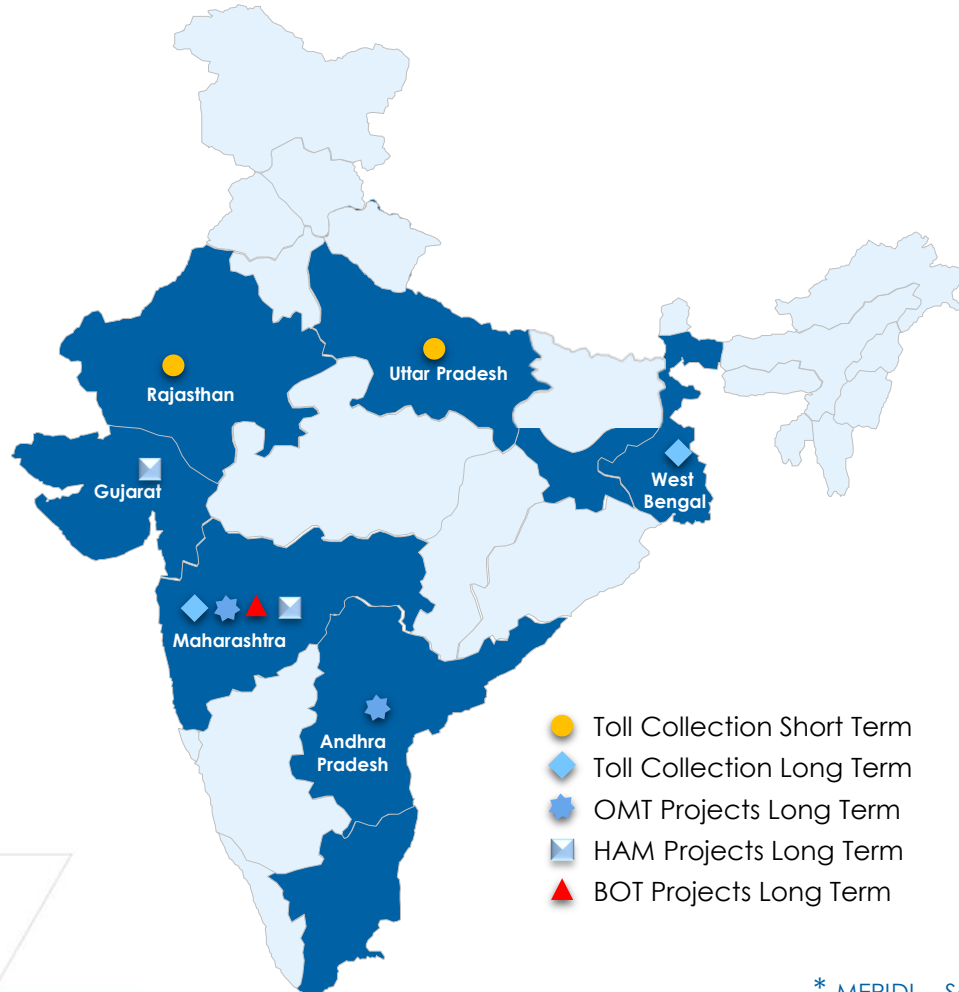 Uttar Pradesh
Rajasthan
West
Bengal
Gujarat
Maharashtra
Andhra
Pradesh
Toll Collection Short Term
Toll Collection Long Term
OMT Projects Long Term
HAM Projects Long Term
BOT Projects Long Term
*